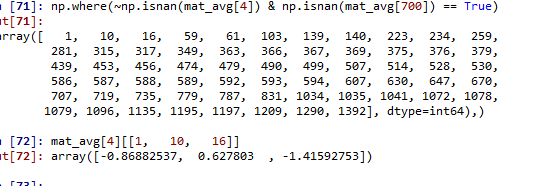 n [71]: np.where(~np.isnan(mat_avg[4]) & np.isnan(mat_avg[700]) == True)
ut[71]:
array([ 1, 10, 16, 59, 61, 103, 139, 140, 223, 234, 259,
281, 315, 317, 349, 363, 366, 367, 369, 375, 376, 379,
439, 453, 456, 474, 479, 490, 499, 507, 514, 528, 530,
586, 587, 588, 589, 592, 593, 594, 607, 630, 647, 670,
707, 719, 735, 779, 787, 831, 1034, 1035, 1041, 1072, 1078,
1079, 1096, 1135, 1195, 1197, 1209, 1290, 1392], dtype=int64),)
n [72]: mat_avg[4][[1, 10, 16]]
ut[72]: array([-0.86882537, 0.627803 , -1.41592753])